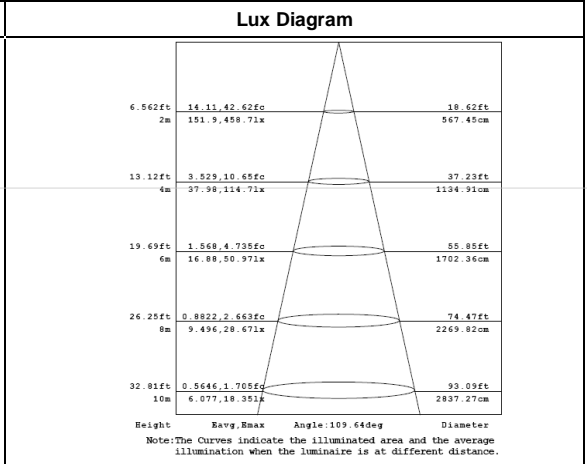 Lux Diagram
6.562ft 14.11,42.62fc 18.62ft
2m 151.9,458.7lx 567.45cm
13.12ft 3.529,10.65fc 37.23ft
4m 37.98,114.7lx 1134.91cm
19.69ft 1.568,4.735fc 55.85ft
6m 16.88,50.97lx 1702.36cm
26.25ft 0.8822,2.663fc 74.47ft
8m 9.496,28.67lx 2269.82cm
32.81ft 0.5646,1.705fc 93.09ft
10m 6.077,18.35lx 2837.27cm
Height Eavg,Emax Angle:109.64deg Diameter
Note:The Curves indicate the illuminated area and the average
illumination when the luminaire is at different distance.